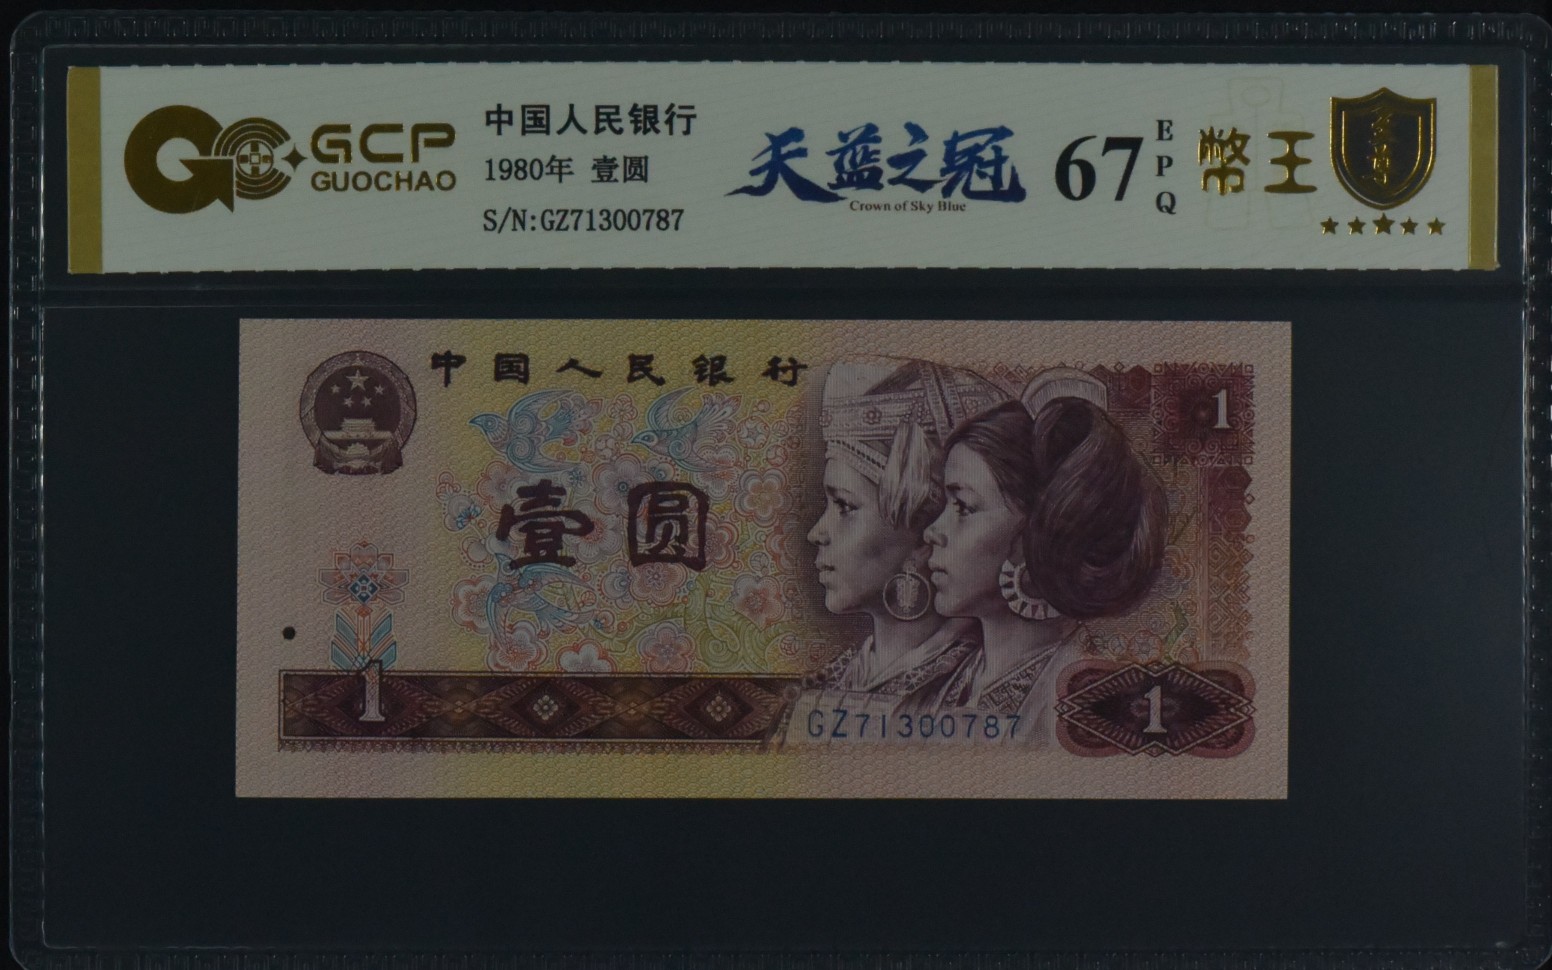 GCP
GUOCHAO
中国人民银行
1980年 壹圆
S/N:GZ71300787
天蓝之冠
Crown of Sky Blue
67
EPQ
幣王
中国人民银行
1
壹圆
1
GZ71300787
1